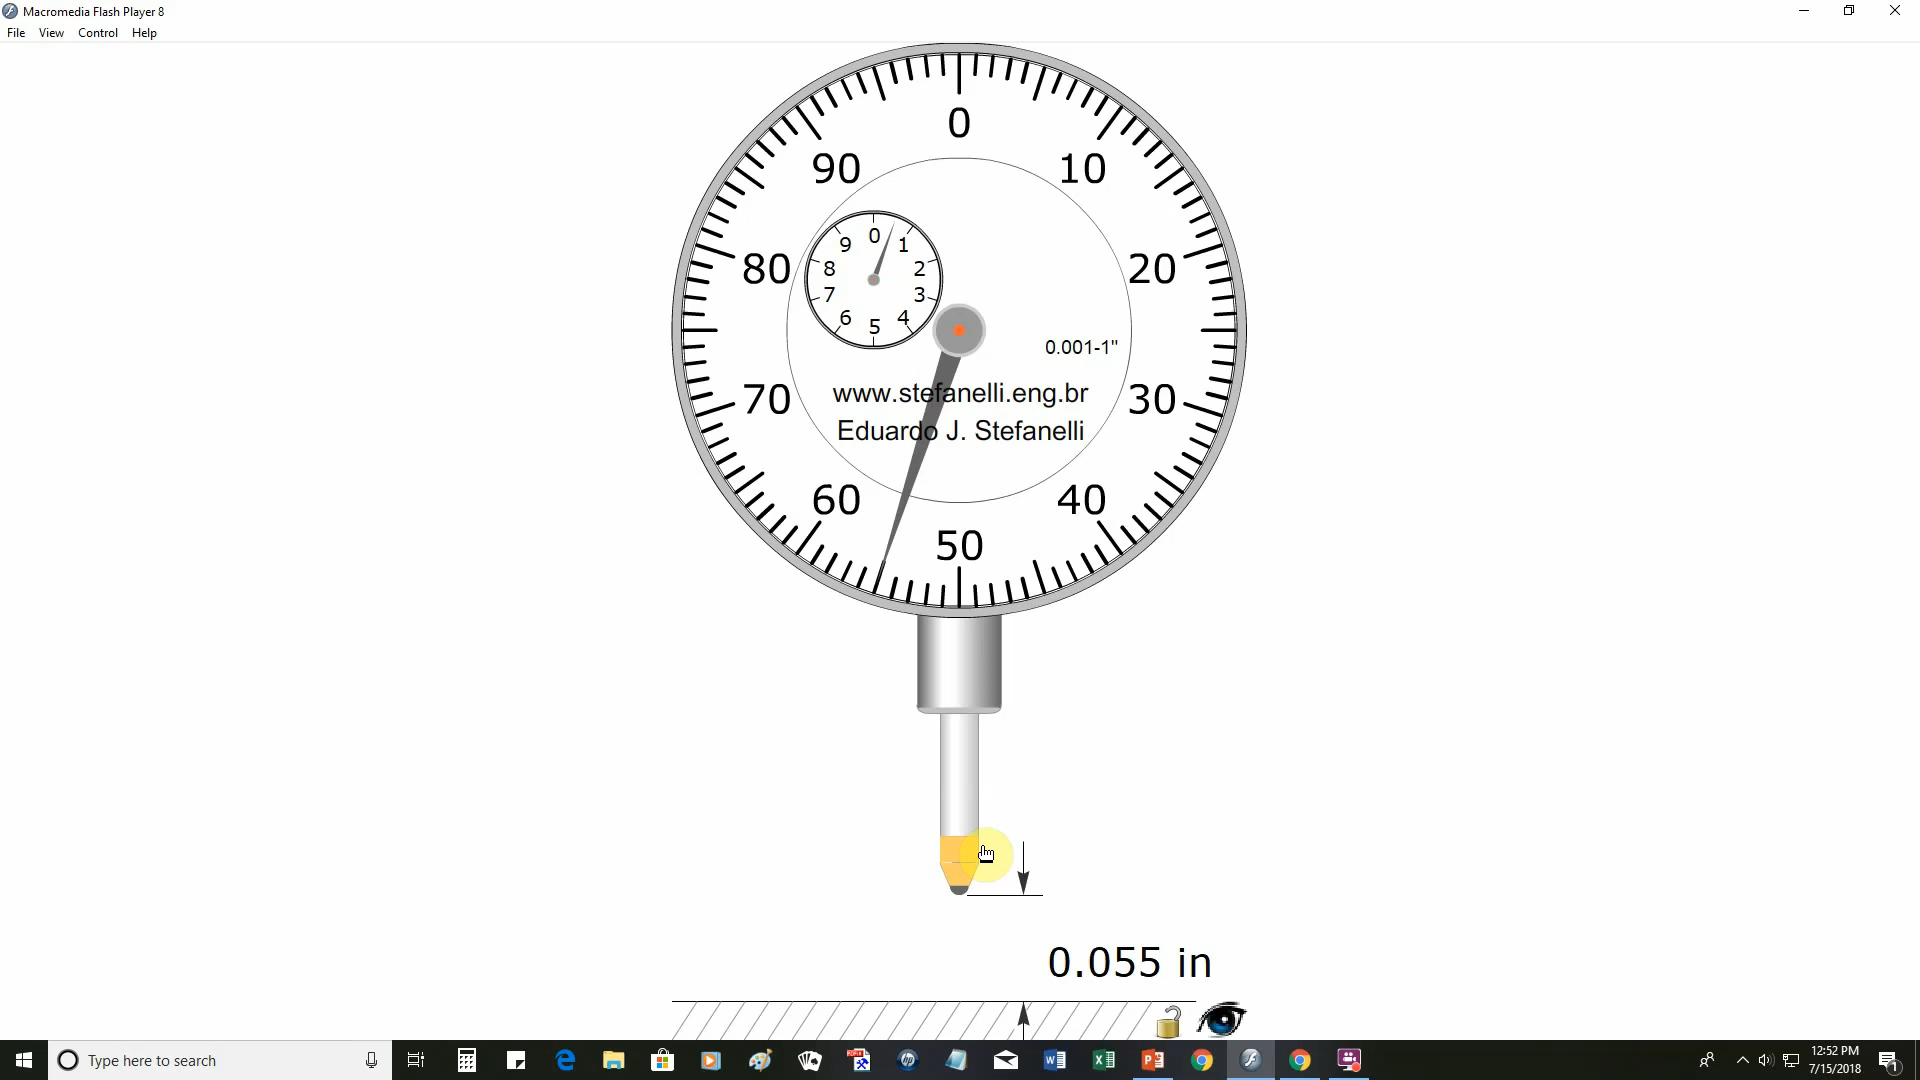 Macromedia Flash Player 8
File View Control Help
0
90 10
80 20
70 30
60 40
50
0
9 1
8 2
7 3
6 4
5
0.001-1"
www.stefanelli.eng.br
Eduardo J. Stefanelli
0.055 in
Type here to search
12:52 PM
7/15/2018
1